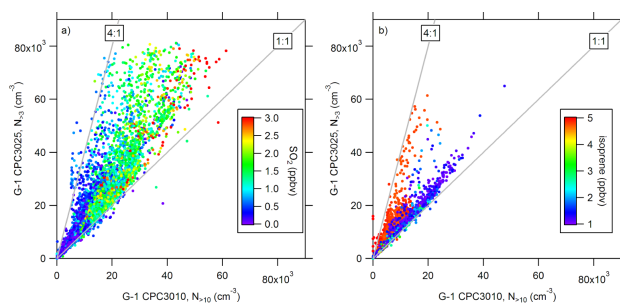 a)
4:1
1:1
80x10³
60
40
20
0
0
20
40
60
80x10³
G-1 CPC3025, N>3 (cm⁻³)
G-1 CPC3010, N>10 (cm⁻³)
3.0
2.5
2.0
1.5
1.0
0.5
0.0
SO₂ (ppbv)
b)
4:1
1:1
80x10³
60
40
20
0
0
20
40
60
80x10³
G-1 CPC3025, N>3 (cm⁻³)
G-1 CPC3010, N>10 (cm⁻³)
5
4
3
2
1
isoprene (ppbv)